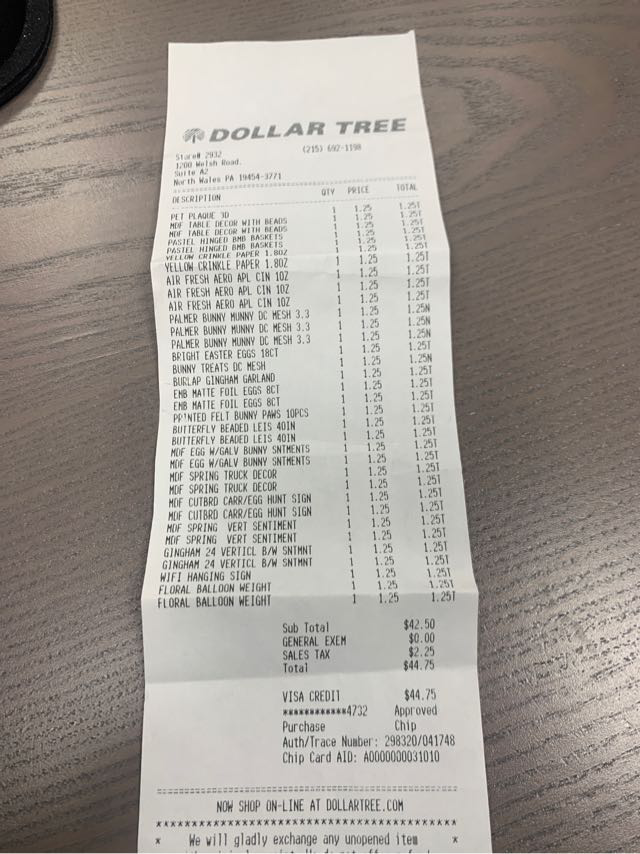 DOLLAR TREE
Store# 2932 (215) 692-1198
1200 Welsh Road.
Suite A2
North Wales PA 19454-3771
DESCRIPTION QTY PRICE TOTAL
PET PLAQUE 3D 1 1.25 1.25T
MDF TABLE DECOR WITH BEADS 1 1.25 1.25T
MDF TABLE DECOR WITH BEADS 1 1.25 1.25T
PASTEL HINGED BMB BASKETS 1 1.25 1.25T
PASTEL HINGED BMB BASKETS 1 1.25 1.25T
YELLOW CRINKLE PAPER 1.8OZ 1 1.25 1.25T
YELLOW CRINKLE PAPER 1.8OZ 1 1.25 1.25T
AIR FRESH AERO APL CIN 10Z 1 1.25 1.25T
AIR FRESH AERO APL CIN 10Z 1 1.25 1.25T
AIR FRESH AERO APL CIN 10Z 1 1.25 1.25T
PALMER BUNNY MUNNY DC MESH 3.3 1 1.25 1.25N
PALMER BUNNY MUNNY DC MESH 3.3 1 1.25 1.25N
PALMER BUNNY MUNNY DC MESH 3.3 1 1.25 1.25N
BRIGHT EASTER EGGS 18CT 1 1.25 1.25T
BUNNY TREATS DC MESH 1 1.25 1.25N
BURLAP GINGHAM GARLAND 1 1.25 1.25T
EMB MATTE FOIL EGGS 8CT 1 1.25 1.25T
EMB MATTE FOIL EGGS 8CT 1 1.25 1.25T
PRINTED FELT BUNNY PAWS 10PCS 1 1.25 1.25T
BUTTERFLY BEADED LEIS 40IN 1 1.25 1.25T
BUTTERFLY BEADED LEIS 40IN 1 1.25 1.25T
MDF EGG W/GALV BUNNY SNTMENTS 1 1.25 1.25T
MDF EGG W/GALV BUNNY SNTMENTS 1 1.25 1.25T
MDF SPRING TRUCK DECOR 1 1.25 1.25T
MDF SPRING TRUCK DECOR 1 1.25 1.25T
MDF CUTBRD CARR/EGG HUNT SIGN 1 1.25 1.25T
MDF CUTBRD CARR/EGG HUNT SIGN 1 1.25 1.25T
MDF SPRING VERT SENTIMENT 1 1.25 1.25T
MDF SPRING VERT SENTIMENT 1 1.25 1.25T
GINGHAM 24 VERTICL B/W SNTMNT 1 1.25 1.25T
GINGHAM 24 VERTICL B/W SNTMNT 1 1.25 1.25T
WIFI HANGING SIGN 1 1.25 1.25T
FLORAL BALLOON WEIGHT 1 1.25 1.25T
FLORAL BALLOON WEIGHT 1 1.25 1.25T
Sub Total $42.50
GENERAL EXEM $0.00
SALES TAX $2.25
Total $44.75
VISA CREDIT $44.75
************4732 Approved
Purchase Chip
Auth/Trace Number: 298320/041748
Chip Card AID: A0000000031010
NOW SHOP ON-LINE AT DOLLARTREE.COM
* We will gladly exchange any unopened item *